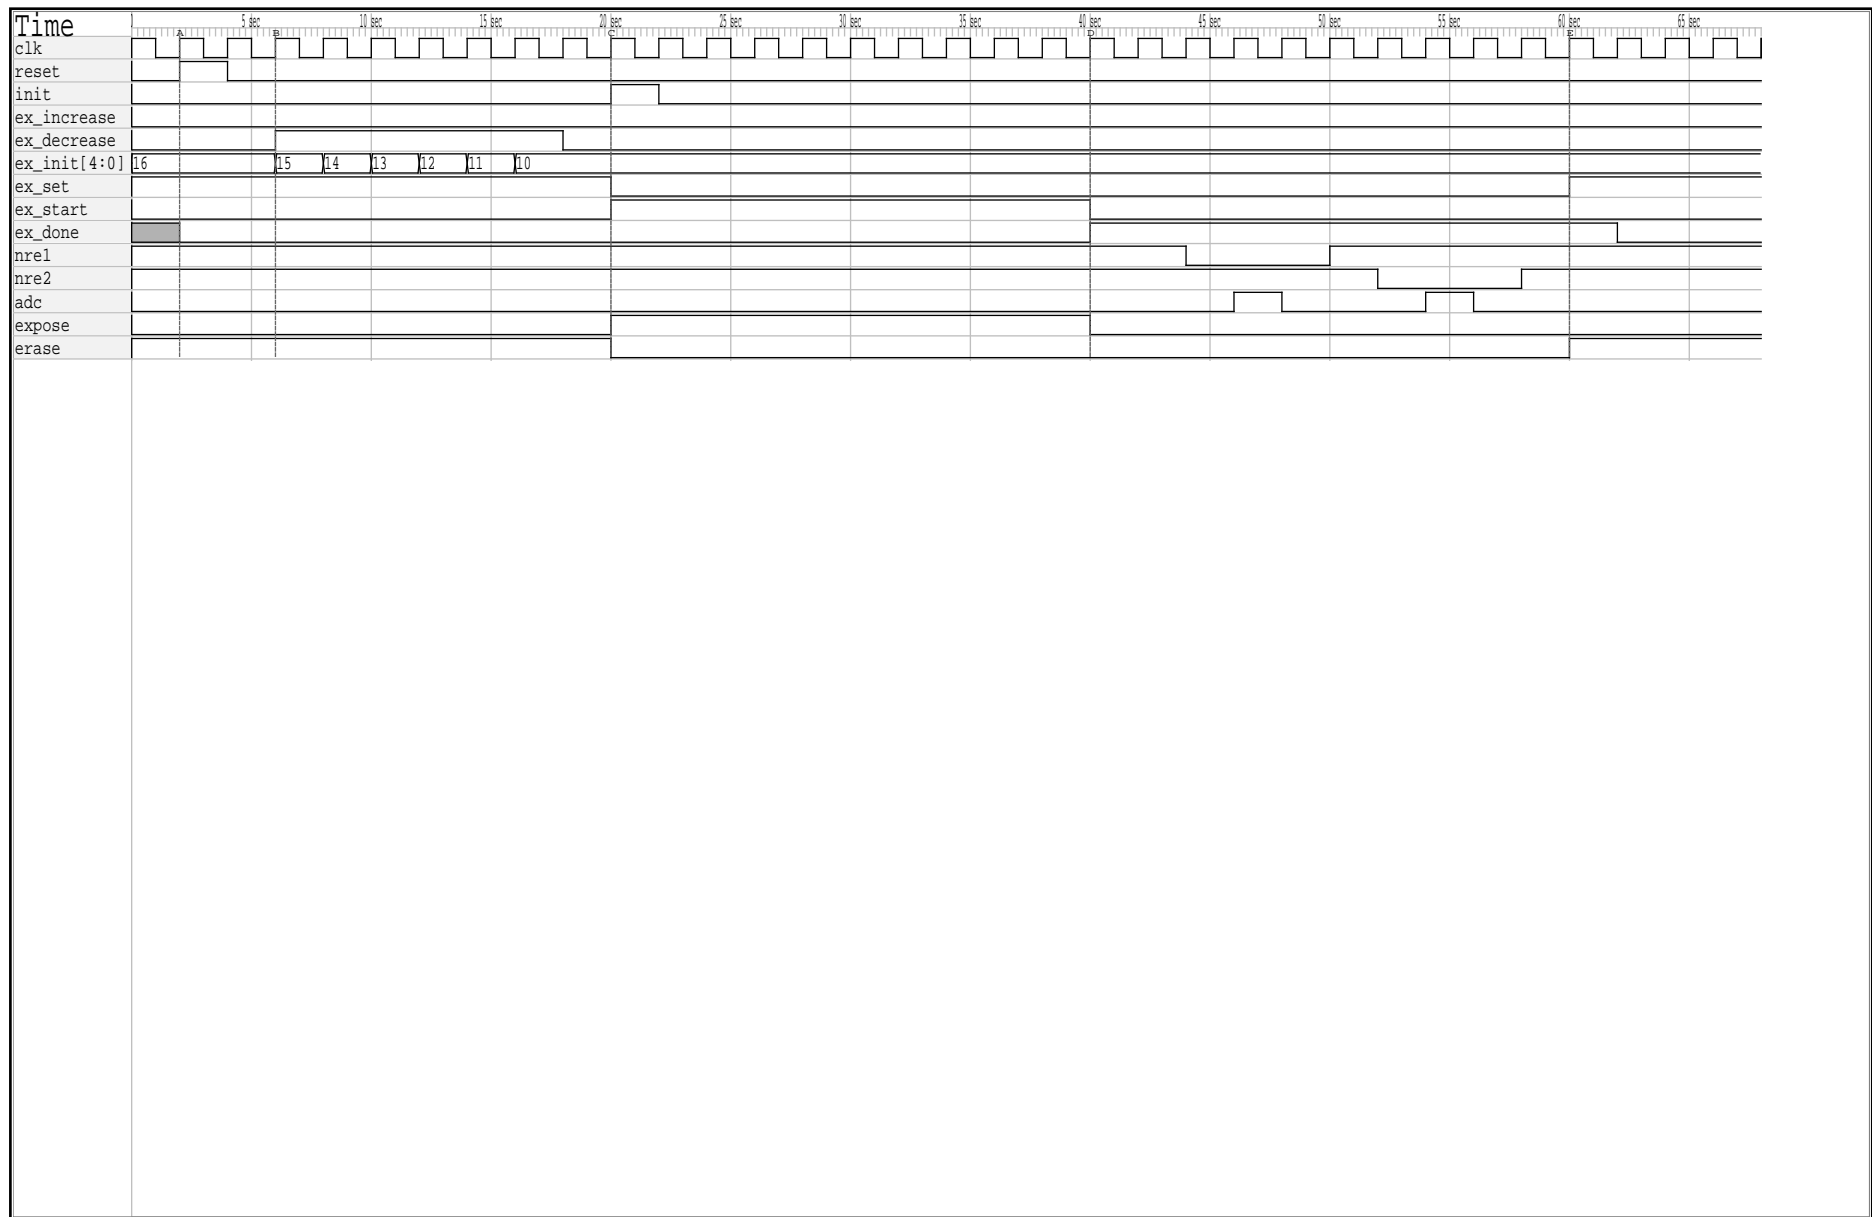 Time 5 sec 10 sec 15 sec 20 sec 25 sec 30 sec 35 sec 40 sec 45 sec 50 sec 55 sec 60 sec 65 sec
A B C D E
clk
reset
init
ex_increase
ex_decrease
ex_init[4:0] 16 15 14 13 12 11 10
ex_set
ex_start
ex_done
nre1
nre2
adc
expose
erase